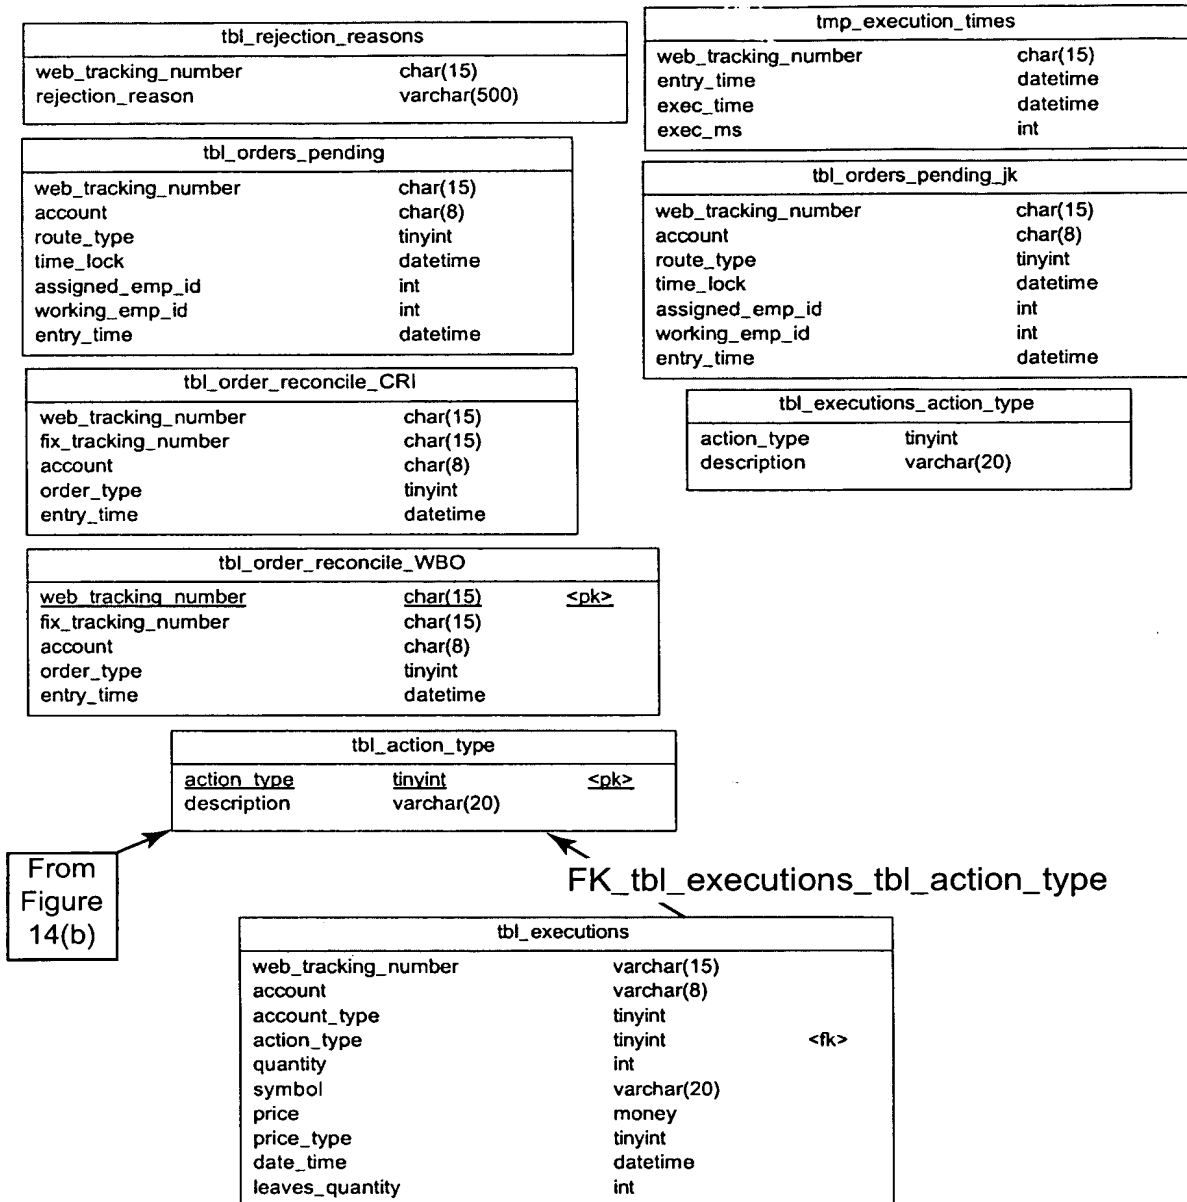 tbl_rejection_reasons
web_tracking_number char(15)
rejection_reason varchar(500)
tmp_execution_times
web_tracking_number char(15)
entry_time datetime
exec_time datetime
exec_ms int
tbl_orders_pending
web_tracking_number char(15)
account char(8)
route_type tinyint
time_lock datetime
assigned_emp_id int
working_emp_id int
entry_time datetime
tbl_orders_pending_jk
web_tracking_number char(15)
account char(8)
route_type tinyint
time_lock datetime
assigned_emp_id int
working_emp_id int
entry_time datetime
tbl_order_reconcile_CRI
web_tracking_number char(15)
fix_tracking_number char(15)
account char(8)
order_type tinyint
entry_time datetime
tbl_executions_action_type
action_type tinyint
description varchar(20)
tbl_order_reconcile_WBO
web_tracking_number char(15) <pk>
fix_tracking_number char(15)
account char(8)
order_type tinyint
entry_time datetime
tbl_action_type
action_type tinyint <pk>
description varchar(20)
From
Figure
14(b)
FK_tbl_executions_tbl_action_type
tbl_executions
web_tracking_number varchar(15)
account varchar(8)
account_type tinyint
action_type tinyint <fk>
quantity int
symbol varchar(20)
price money
price_type tinyint
date_time datetime
leaves_quantity int